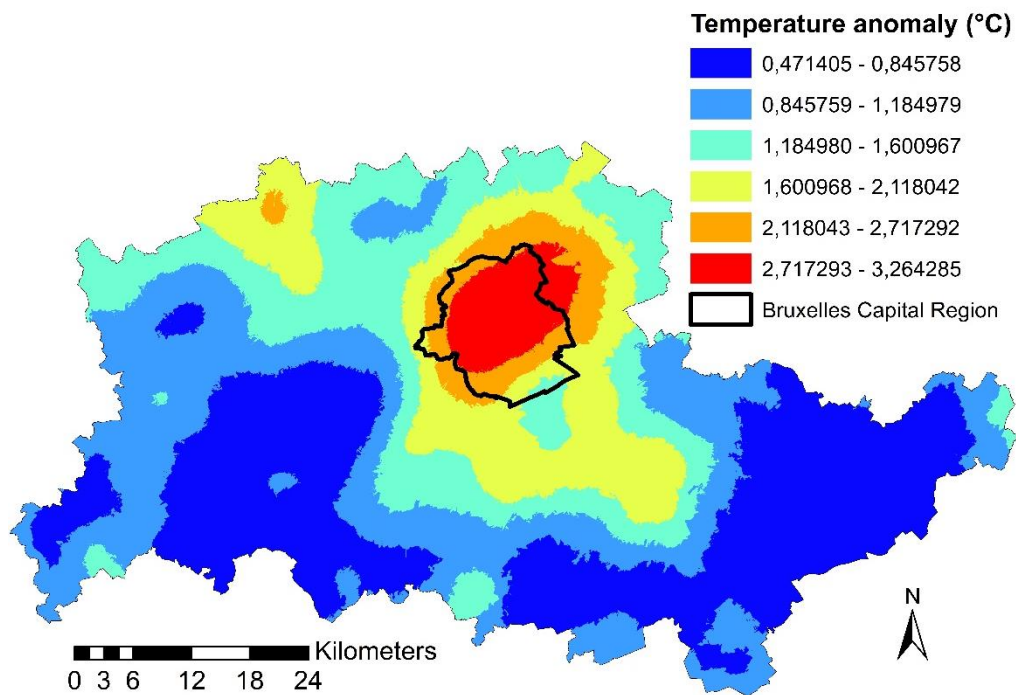 Temperature anomaly (°C)
0,471405 - 0,845758
0,845759 - 1,184979
1,184980 - 1,600967
1,600968 - 2,118042
2,118043 - 2,717292
2,717293 - 3,264285
Bruxelles Capital Region
N
Kilometers
0 3 6 12 18 24